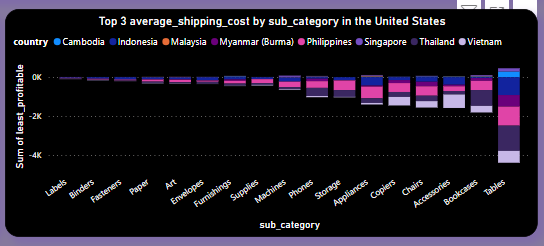 Top 3 average_shipping_cost by sub_category in the United States
country Cambodia Indonesia Malaysia Myanmar (Burma) Philippines Singapore Thailand Vietnam
Sum of least_profitable
0K
-2K
-4K
Labels Binders Fasteners Paper Art Envelopes Furnishings Supplies Machines Phones Storage Appliances Copiers Chairs Accessories Bookcases Tables
sub_category